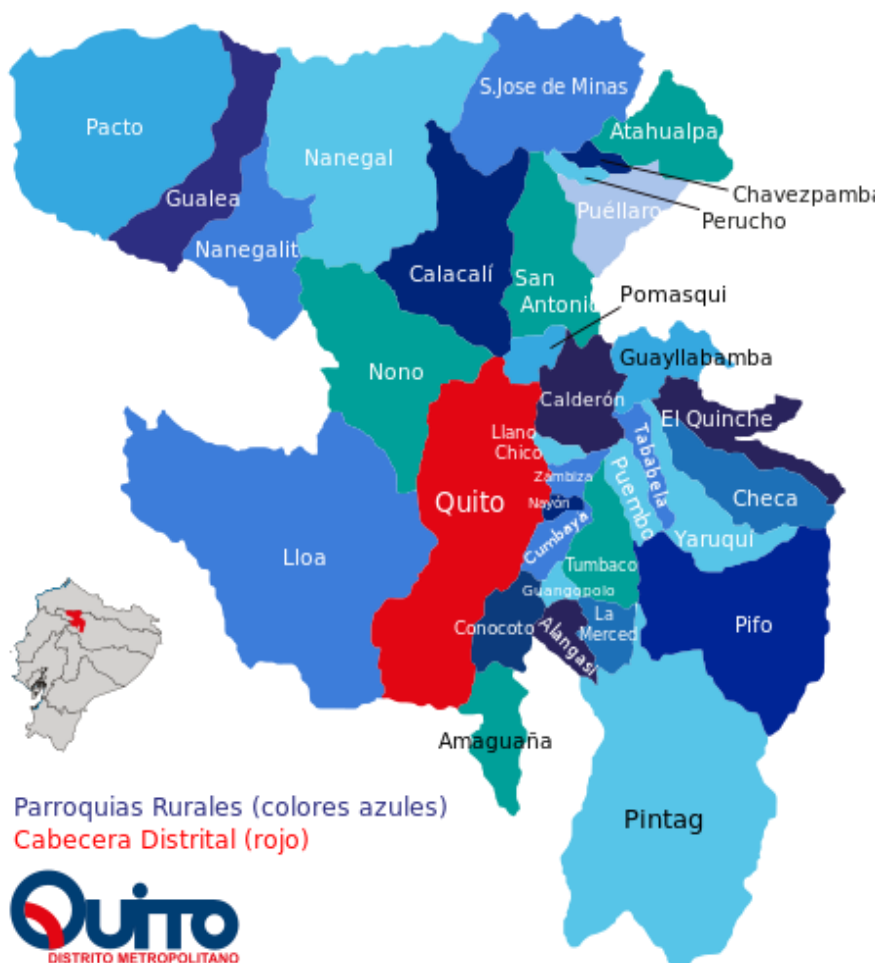 S.Jose de Minas
Pacto
Atahualpa
Nanegal
Gualea
Chavezpamba
Puéllaro
Perucho
Nanegalit
Calacalí
San
Antonio
Pomasqui
Guayllabamba
Nono
Calderón
El Quinche
Llano
Chico
Tababela
Zambiza
Puembo
Checa
Quito
Nayón
Cumbaya
Yaruquí
Lloa
Tumbaco
Guangopolo
La
Merced
Conocoto
Alangasi
Pifo
Amaguaña
Pintag
Parroquias Rurales (colores azules)
Cabecera Distrital (rojo)
QUITO
DISTRITO METROPOLITANO